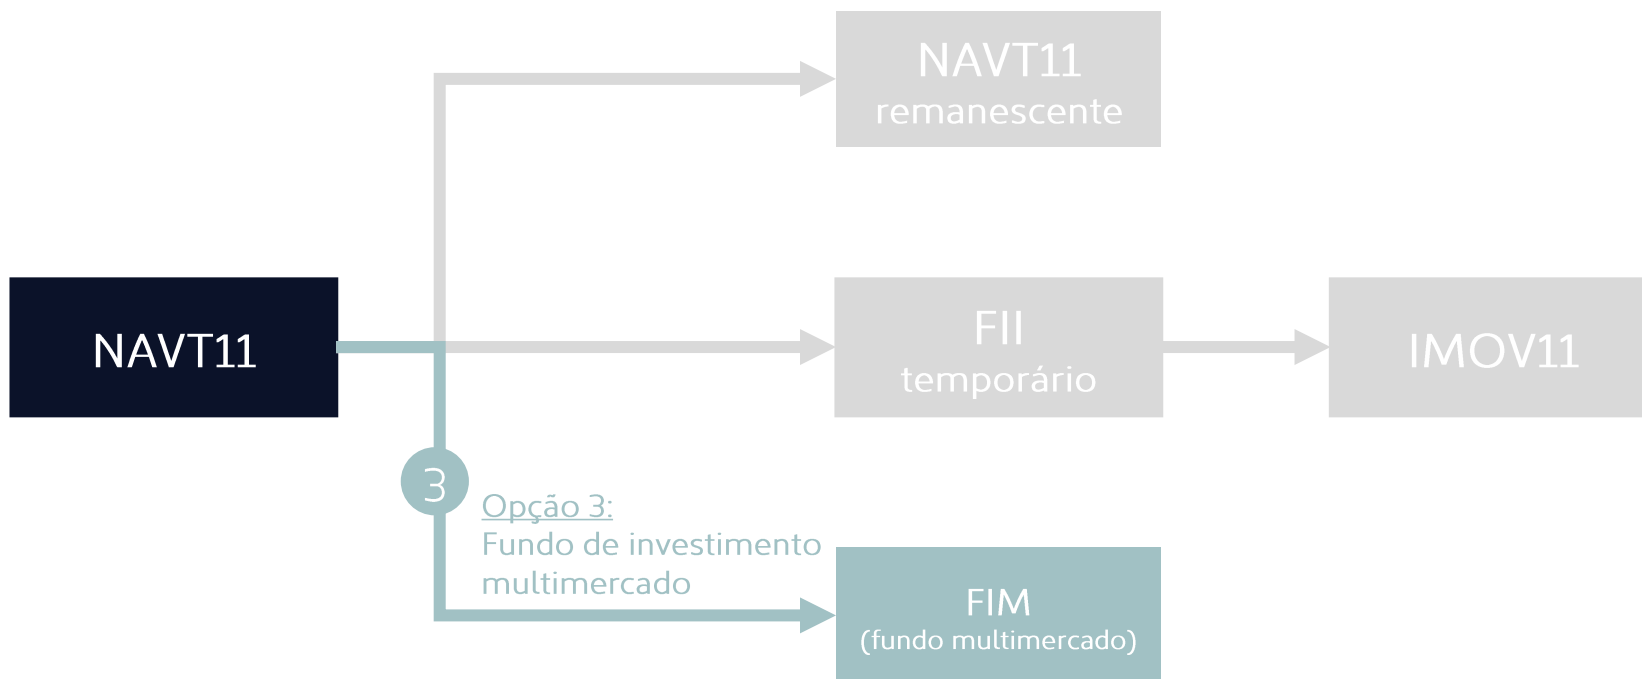 NAVT11
remanescente
NAVT11
FII
temporário
IMOV11
3
Opção 3:
Fundo de investimento
multimercado
FIM
(fundo multimercado)